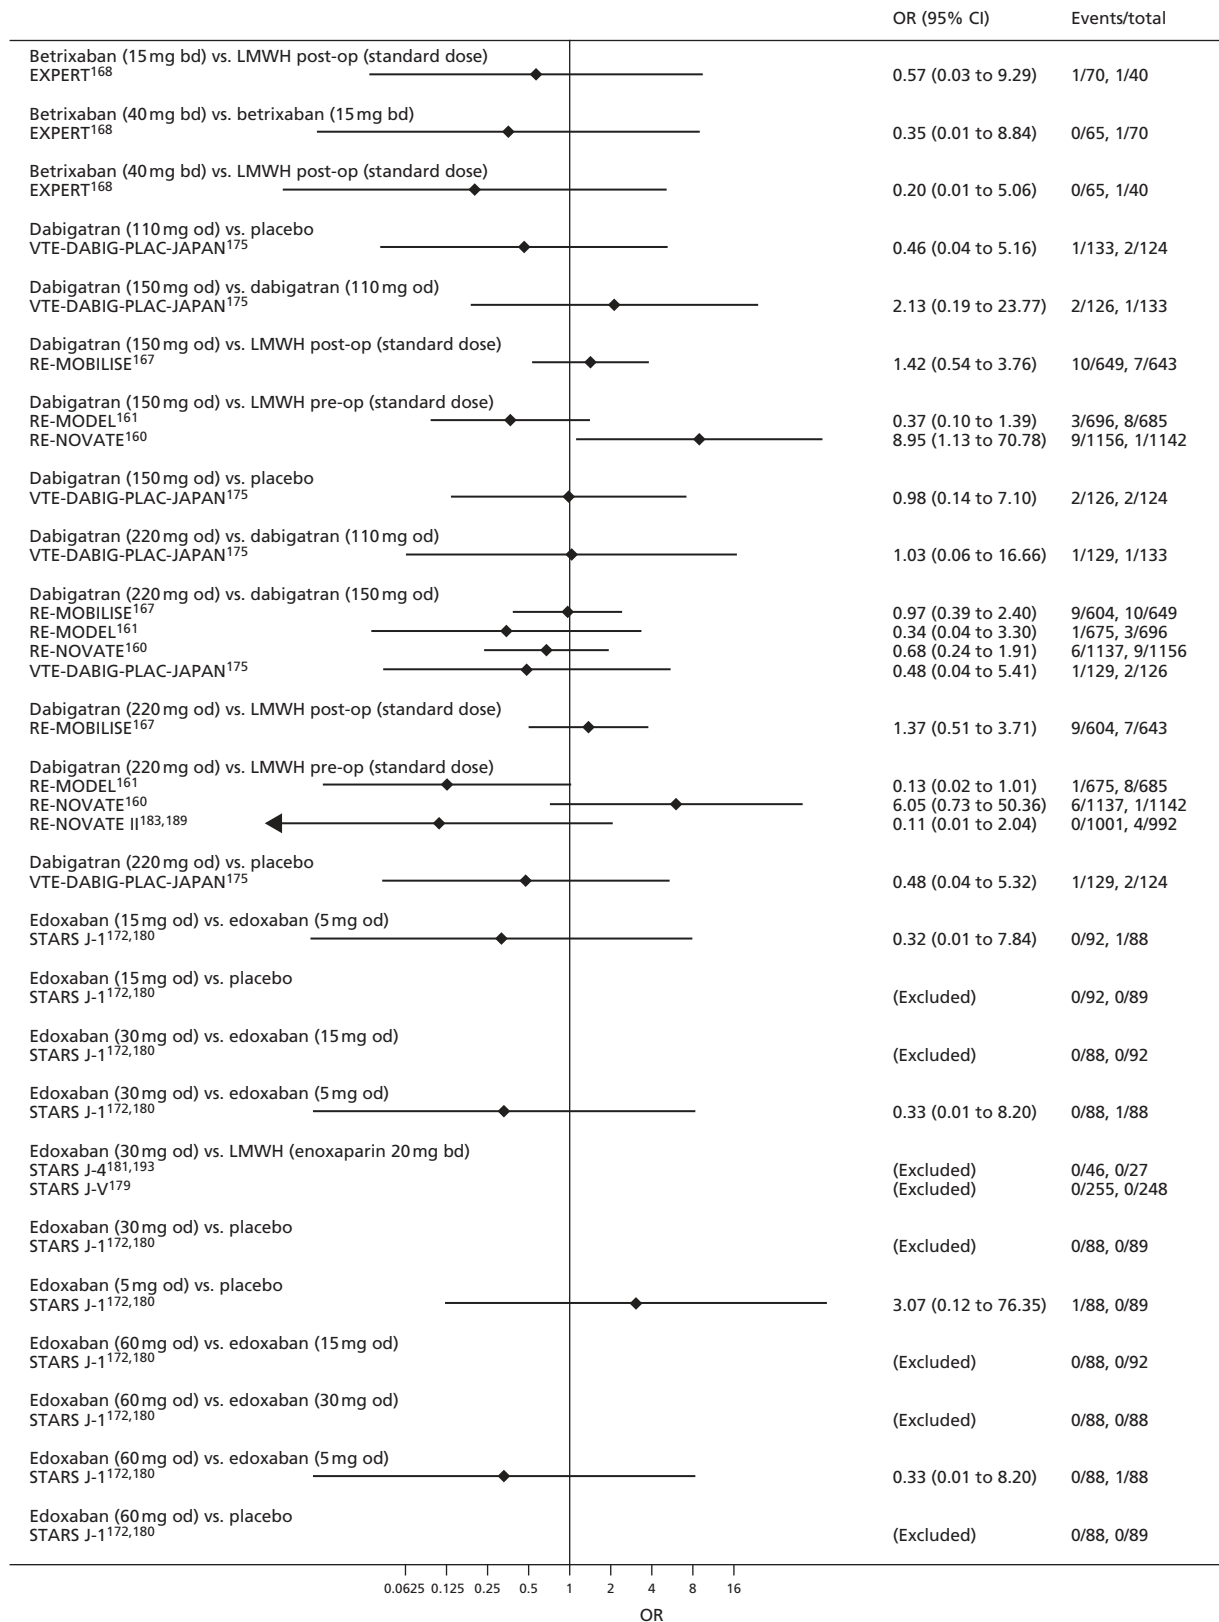 OR (95% CI) Events/total
Betrixaban (15 mg bd) vs. LMWH post-op (standard dose)
EXPERT168 0.57 (0.03 to 9.29) 1/70, 1/40
Betrixaban (40 mg bd) vs. betrixaban (15 mg bd)
EXPERT168 0.35 (0.01 to 8.84) 0/65, 1/70
Betrixaban (40 mg bd) vs. LMWH post-op (standard dose)
EXPERT168 0.20 (0.01 to 5.06) 0/65, 1/40
Dabigatran (110 mg od) vs. placebo
VTE-DABIG-PLAC-JAPAN175 0.46 (0.04 to 5.16) 1/133, 2/124
Dabigatran (150 mg od) vs. dabigatran (110 mg od)
VTE-DABIG-PLAC-JAPAN175 2.13 (0.19 to 23.77) 2/126, 1/133
Dabigatran (150 mg od) vs. LMWH post-op (standard dose)
RE-MOBILISE167 1.42 (0.54 to 3.76) 10/649, 7/643
Dabigatran (150 mg od) vs. LMWH pre-op (standard dose)
RE-MODEL161 0.37 (0.10 to 1.39) 3/696, 8/685
RE-NOVATE160 8.95 (1.13 to 70.78) 9/1156, 1/1142
Dabigatran (150 mg od) vs. placebo
VTE-DABIG-PLAC-JAPAN175 0.98 (0.14 to 7.10) 2/126, 2/124
Dabigatran (220 mg od) vs. dabigatran (110 mg od)
VTE-DABIG-PLAC-JAPAN175 1.03 (0.06 to 16.66) 1/129, 1/133
Dabigatran (220 mg od) vs. dabigatran (150 mg od)
RE-MOBILISE167 0.97 (0.39 to 2.40) 9/604, 10/649
RE-MODEL161 0.34 (0.04 to 3.30) 1/675, 3/696
RE-NOVATE160 0.68 (0.24 to 1.91) 6/1137, 9/1156
VTE-DABIG-PLAC-JAPAN175 0.48 (0.04 to 5.41) 1/129, 2/126
Dabigatran (220 mg od) vs. LMWH post-op (standard dose)
RE-MOBILISE167 1.37 (0.51 to 3.71) 9/604, 7/643
Dabigatran (220 mg od) vs. LMWH pre-op (standard dose)
RE-MODEL161 0.13 (0.02 to 1.01) 1/675, 8/685
RE-NOVATE160 6.05 (0.73 to 50.36) 6/1137, 1/1142
RE-NOVATE II183,189 0.11 (0.01 to 2.04) 0/1001, 4/992
Dabigatran (220 mg od) vs. placebo
VTE-DABIG-PLAC-JAPAN175 0.48 (0.04 to 5.32) 1/129, 2/124
Edoxaban (15 mg od) vs. edoxaban (5 mg od)
STARS J-1172,180 0.32 (0.01 to 7.84) 0/92, 1/88
Edoxaban (15 mg od) vs. placebo
STARS J-1172,180 (Excluded) 0/92, 0/89
Edoxaban (30 mg od) vs. edoxaban (15 mg od)
STARS J-1172,180 (Excluded) 0/88, 0/92
Edoxaban (30 mg od) vs. edoxaban (5 mg od)
STARS J-1172,180 0.33 (0.01 to 8.20) 0/88, 1/88
Edoxaban (30 mg od) vs. LMWH (enoxaparin 20 mg bd)
STARS J-4181,193 (Excluded) 0/46, 0/27
STARS J-V179 (Excluded) 0/255, 0/248
Edoxaban (30 mg od) vs. placebo
STARS J-1172,180 (Excluded) 0/88, 0/89
Edoxaban (5 mg od) vs. placebo
STARS J-1172,180 3.07 (0.12 to 76.35) 1/88, 0/89
Edoxaban (60 mg od) vs. edoxaban (15 mg od)
STARS J-1172,180 (Excluded) 0/88, 0/92
Edoxaban (60 mg od) vs. edoxaban (30 mg od)
STARS J-1172,180 (Excluded) 0/88, 0/88
Edoxaban (60 mg od) vs. edoxaban (5 mg od)
STARS J-1172,180 0.33 (0.01 to 8.20) 0/88, 1/88
Edoxaban (60 mg od) vs. placebo
STARS J-1172,180 (Excluded) 0/88, 0/89
0.0625 0.125 0.25 0.5 1 2 4 8 16
OR